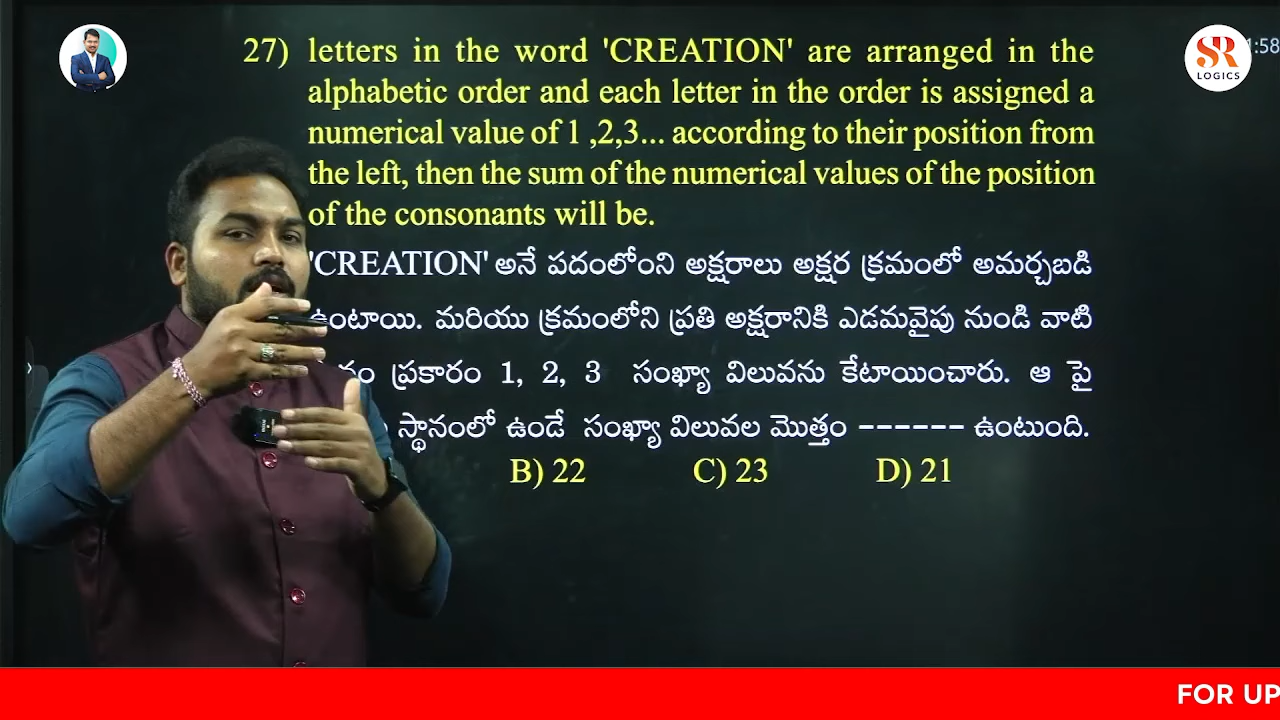 SR
LOGICS
:58
27) letters in the word 'CREATION' are arranged in the
alphabetic order and each letter in the order is assigned a
numerical value of 1 ,2,3... according to their position from
the left, then the sum of the numerical values of the position
of the consonants will be.
'CREATION' అనే పదంలోంని అక్షరాలు అక్షర క్రమంలో అమర్చబడి
ఉంటాయి. మరియు క్రమంలోని ప్రతి అక్షరానికి ఎడమవైపు నుండి వాటి
ప్రకారం 1, 2, 3 సంఖ్యా విలువను కేటాయించారు. ఆ పై
స్థానంలో ఉండే సంఖ్యా విలువల మొత్తం ------ ఉంటుంది.
B) 22 C) 23 D) 21
FOR UP